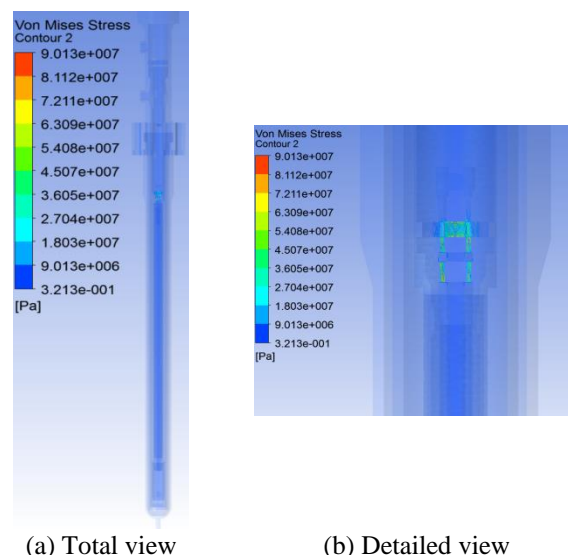 Von Mises Stress
Contour 2
9.013e+007
8.112e+007
7.211e+007
6.309e+007
5.408e+007
4.507e+007
3.605e+007
2.704e+007
1.803e+007
9.013e+006
3.213e-001
[Pa]
(a) Total view
Von Mises Stress
Contour 2
9.013e+007
8.112e+007
7.211e+007
6.309e+007
5.408e+007
4.507e+007
3.605e+007
2.704e+007
1.803e+007
9.013e+006
3.213e-001
[Pa]
(b) Detailed view